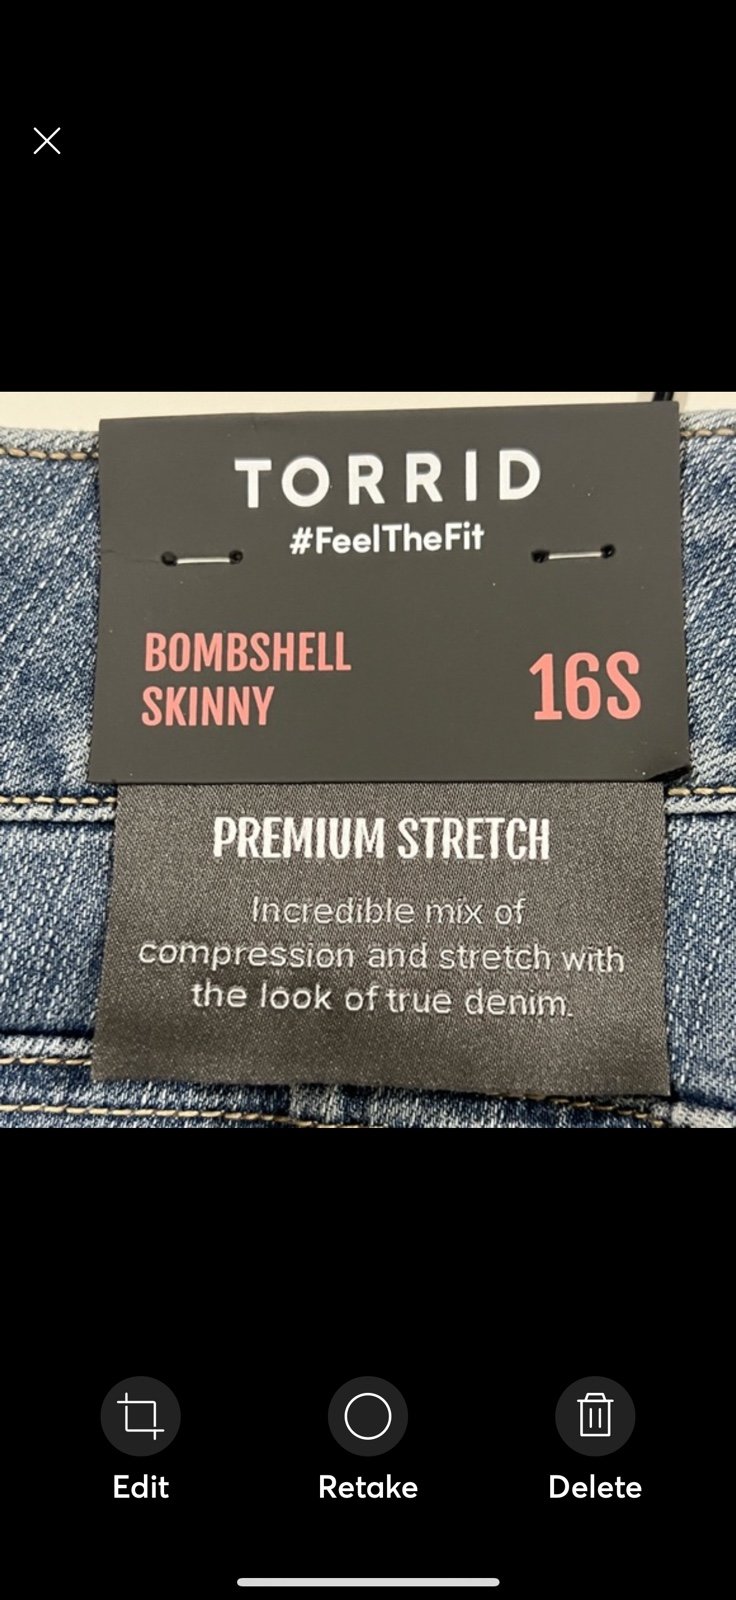 TORRID
#FeelTheFit
BOMBSHELL
SKINNY
16S
PREMIUM STRETCH
Incredible mix of
compression and stretch with
the look of true denim.
Edit
Retake
Delete